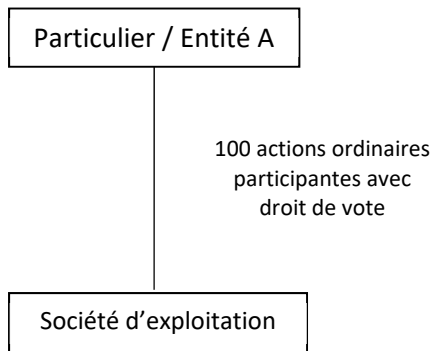 Particulier / Entité A
100 actions ordinaires
participantes avec
droit de vote
Société d'exploitation